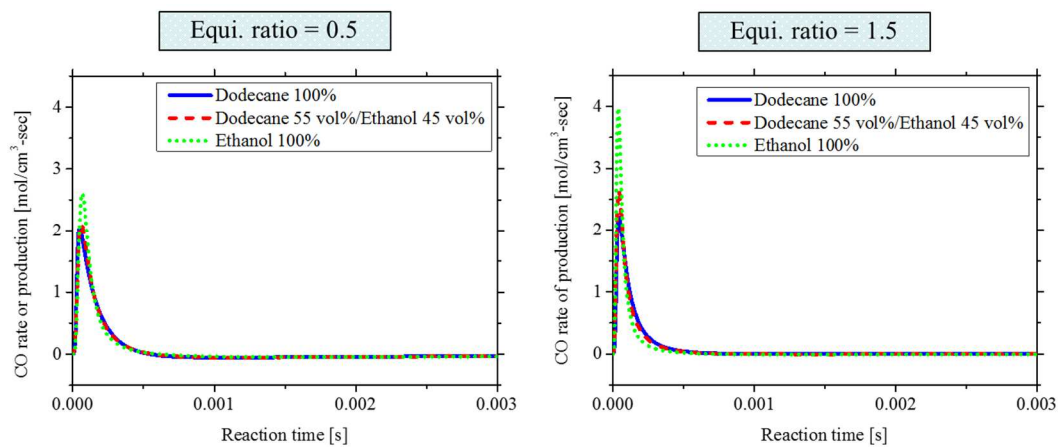 Equi. ratio = 0.5
Dodecane 100%
Dodecane 55 vol%/Ethanol 45 vol%
Ethanol 100%
CO rate or production [mol/cm³-sec]
4
3
2
1
0
0.000 0.001 0.002 0.003
Reaction time [s]
Equi. ratio = 1.5
Dodecane 100%
Dodecane 55 vol%/Ethanol 45 vol%
Ethanol 100%
CO rate of production [mol/cm³-sec]
4
3
2
1
0
0.000 0.001 0.002 0.003
Reaction time [s]